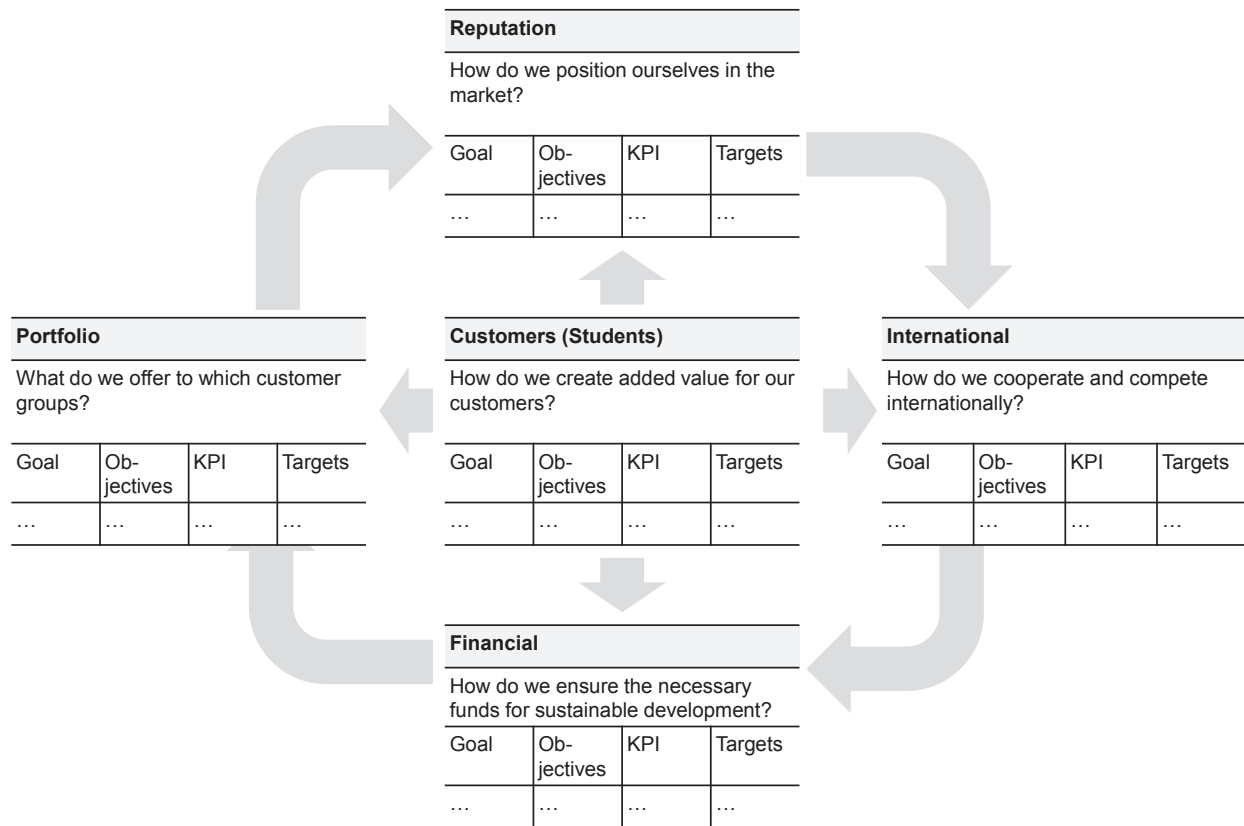 Reputation
How do we position ourselves in the
market?
Goal Ob- KPI Targets
jectives
… … … …
Portfolio
What do we offer to which customer
groups?
Goal Ob- KPI Targets
jectives
… … … …
Customers (Students)
How do we create added value for our
customers?
Goal Ob- KPI Targets
jectives
… … … …
International
How do we cooperate and compete
internationally?
Goal Ob- KPI Targets
jectives
… … … …
Financial
How do we ensure the necessary
funds for sustainable development?
Goal Ob- KPI Targets
jectives
… … … …